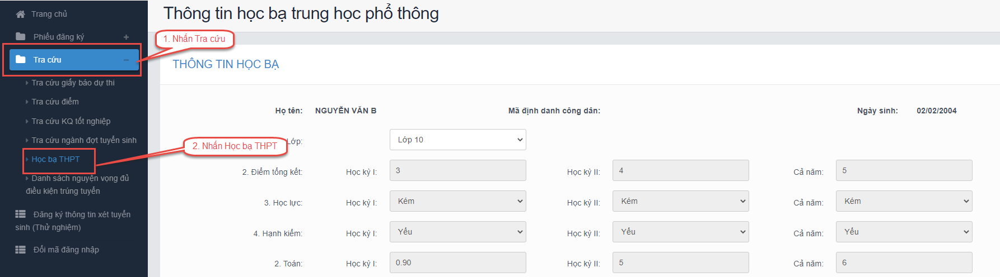 Trang chủ
Phiếu đăng ký
Tra cứu
Tra cứu giấy báo dự thi
Tra cứu điểm
Tra cứu KQ tốt nghiệp
Tra cứu ngành đợt tuyển sinh
Học bạ THPT
Danh sách nguyện vọng đủ
điều kiện trúng tuyển
Đăng ký thông tin xét tuyển
sinh (Thử nghiệm)
Đổi mã đăng nhập
Thông tin học bạ trung học phổ thông
1. Nhấn Tra cứu
THÔNG TIN HỌC BẠ
Họ tên: NGUYỄN VĂN B Mã định danh công dân: Ngày sinh: 02/02/2004
2. Nhấn Học bạ THPT
Lớp: Lớp 10
2. Điểm tổng kết: Học kỳ I: 3 Học kỳ II: 4 Cả năm: 5
3. Học lực: Học kỳ I: Kém Học kỳ II: Kém Cả năm: Kém
4. Hạnh kiểm: Học kỳ I: Yếu Học kỳ II: Yếu Cả năm: Yếu
2. Toán: Học kỳ I: 0.90 Học kỳ II: 5 Cả năm: 6